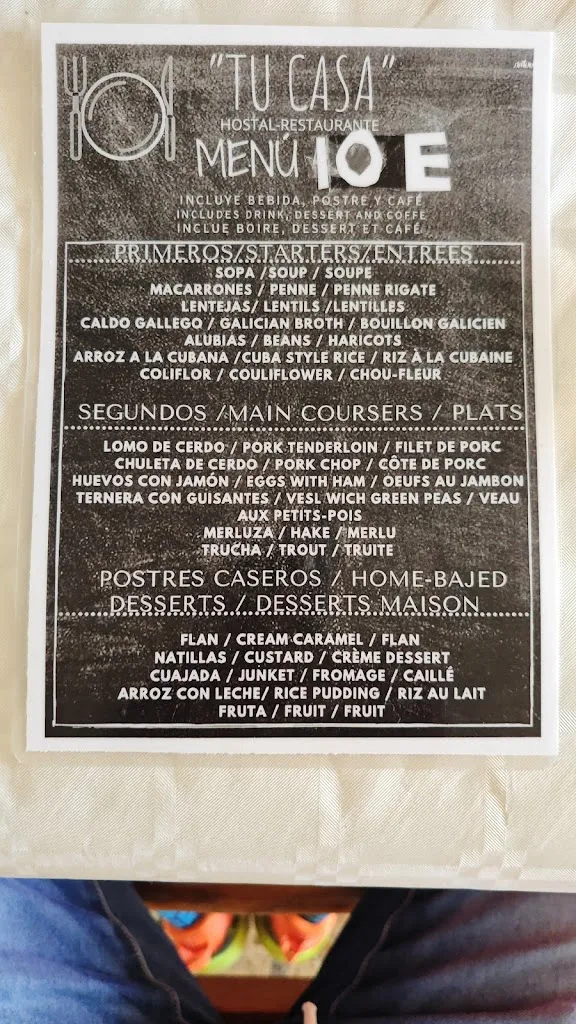 "TU CASA"
HOSTAL-RESTAURANTE
MENÚ 10 E
INCLUYE BEBIDA, POSTRE Y CAFÉ
INCLUDES DRINK, DESSERT AND COFFE
INCLUE BOIRE, DESSERT ET CAFÉ
PRIMEROS/STARTERS/ENTREES
SOPA /SOUP / SOUPE
MACARRONES / PENNE / PENNE RIGATE
LENTEJAS/ LENTILS /LENTILLES
CALDO GALLEGO / GALICIAN BROTH / BOUILLON GALICIEN
ALUBIAS / BEANS / HARICOTS
ARROZ A LA CUBANA /CUBA STYLE RICE / RIZ À LA CUBAINE
COLIFLOR / COULIFLOWER / CHOU-FLEUR
SEGUNDOS /MAIN COURSERS / PLATS
LOMO DE CERDO / PORK TENDERLOIN / FILET DE PORC
CHULETA DE CERDO / PORK CHOP / CÔTE DE PORC
HUEVOS CON JAMÓN / EGGS WITH HAM / OEUFS AU JAMBON
TERNERA CON GUISANTES / VESL WICH GREEN PEAS / VEAU
AUX PETITS-POIS
MERLUZA / HAKE / MERLU
TRUCHA / TROUT / TRUITE
POSTRES CASEROS / HOME-BAJED
DESSERTS / DESSERTS MAISON
FLAN / CREAM CARAMEL / FLAN
NATILLAS / CUSTARD / CRÈME DESSERT
CUAJADA / JUNKET / FROMAGE / CAILLÉ
ARROZ CON LECHE/ RICE PUDDING / RIZ AU LAIT
FRUTA / FRUIT / FRUIT